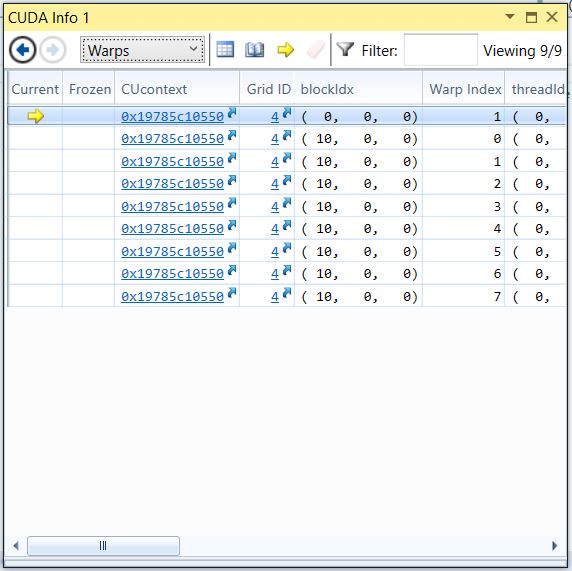 CUDA Info 1
Warps Filter: Viewing 9/9
Current Frozen CUcontext Grid ID blockIdx Warp Index threadId
0x19785c10550 4 ( 0, 0, 0) 1 ( 0,
0x19785c10550 4 ( 10, 0, 0) 0 ( 0,
0x19785c10550 4 ( 10, 0, 0) 1 ( 0,
0x19785c10550 4 ( 10, 0, 0) 2 ( 0,
0x19785c10550 4 ( 10, 0, 0) 3 ( 0,
0x19785c10550 4 ( 10, 0, 0) 4 ( 0,
0x19785c10550 4 ( 10, 0, 0) 5 ( 0,
0x19785c10550 4 ( 10, 0, 0) 6 ( 0,
0x19785c10550 4 ( 10, 0, 0) 7 ( 0,